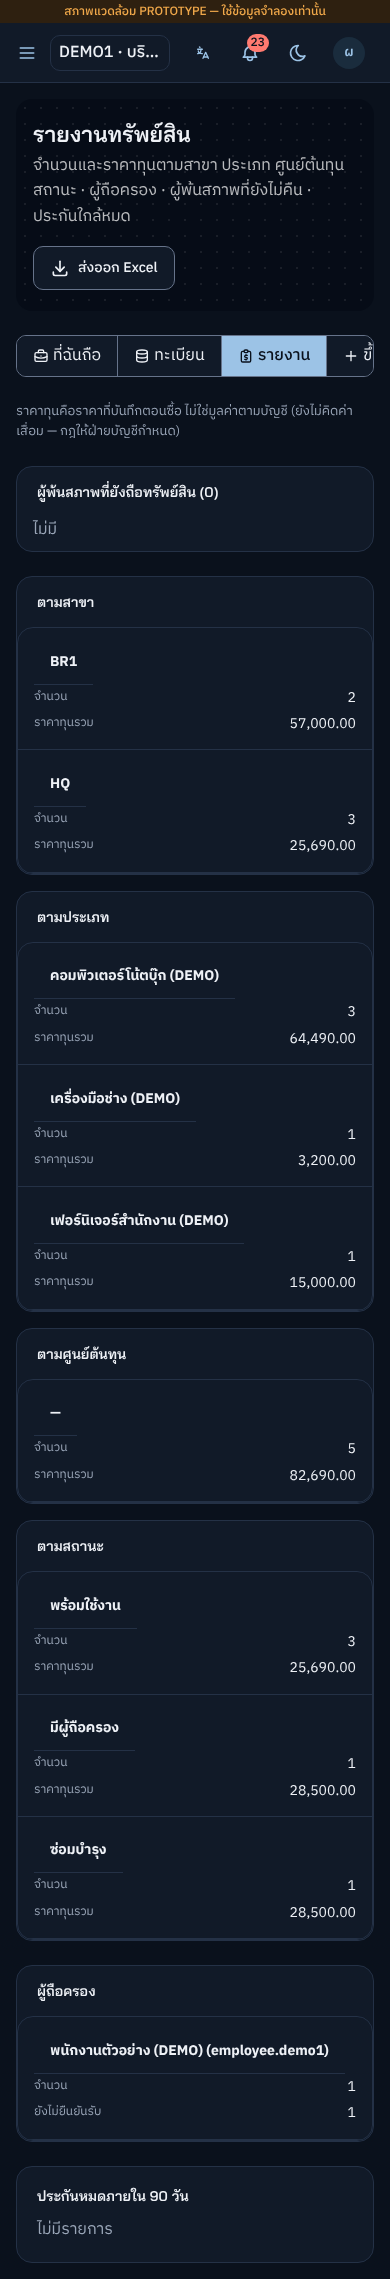 สภาพแวดล้อม PROTOTYPE — ใช้ข้อมูลจำลองเท่านั้น
DEMO1 · บริ...
23
ผ
รายงานทรัพย์สิน
จำนวนและราคาทุนตามสาขา ประเภท ศูนย์ต้นทุน
สถานะ · ผู้ถือครอง · ผู้พ้นสภาพที่ยังไม่คืน ·
ประกันใกล้หมด
ส่งออก Excel
ที่ฉันถือ
ทะเบียน
รายงาน
ราคาทุนคือราคาที่บันทึกตอนซื้อ ไม่ใช่มูลค่าตามบัญชี (ยังไม่คิดค่า
เสื่อม — กฎให้ฝ่ายบัญชีกำหนด)
ผู้พ้นสภาพที่ยังถือทรัพย์สิน (0)
ไม่มี
ตามสาขา
BR1
จำนวน 2
ราคาทุนรวม 57,000.00
HQ
จำนวน 3
ราคาทุนรวม 25,690.00
ตามประเภท
คอมพิวเตอร์โน้ตบุ๊ก (DEMO)
จำนวน 3
ราคาทุนรวม 64,490.00
เครื่องมือช่าง (DEMO)
จำนวน 1
ราคาทุนรวม 3,200.00
เฟอร์นิเจอร์สำนักงาน (DEMO)
จำนวน 1
ราคาทุนรวม 15,000.00
ตามศูนย์ต้นทุน
—
จำนวน 5
ราคาทุนรวม 82,690.00
ตามสถานะ
พร้อมใช้งาน
จำนวน 3
ราคาทุนรวม 25,690.00
มีผู้ถือครอง
จำนวน 1
ราคาทุนรวม 28,500.00
ซ่อมบำรุง
จำนวน 1
ราคาทุนรวม 28,500.00
ผู้ถือครอง
พนักงานตัวอย่าง (DEMO) (employee.demo1)
จำนวน 1
ยังไม่ยืนยันรับ 1
ประกันหมดภายใน 90 วัน
ไม่มีรายการ